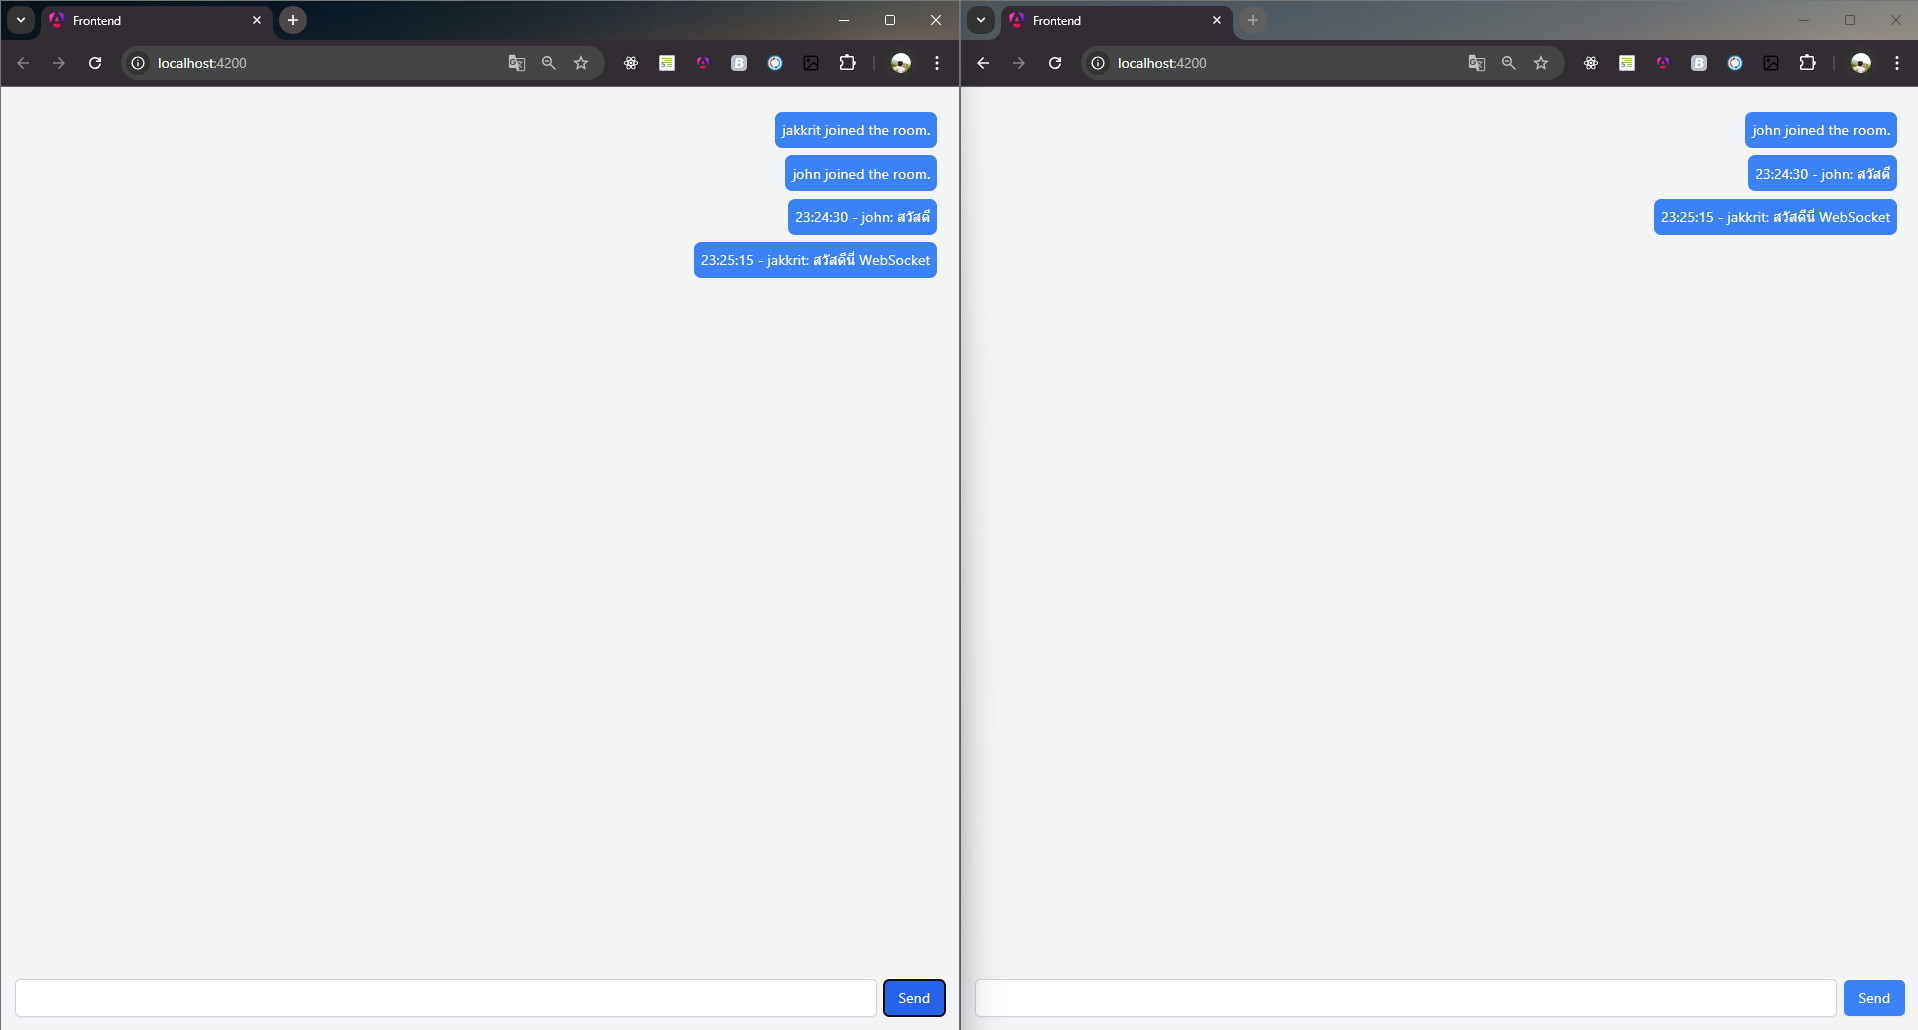 Frontend
localhost:4200
jakkrit joined the room.
john joined the room.
23:24:30 - john: สวัสดี
23:25:15 - jakkrit: สวัสดีนี่ WebSocket
Send
Frontend
localhost:4200
john joined the room.
23:24:30 - john: สวัสดี
23:25:15 - jakkrit: สวัสดีนี่ WebSocket
Send